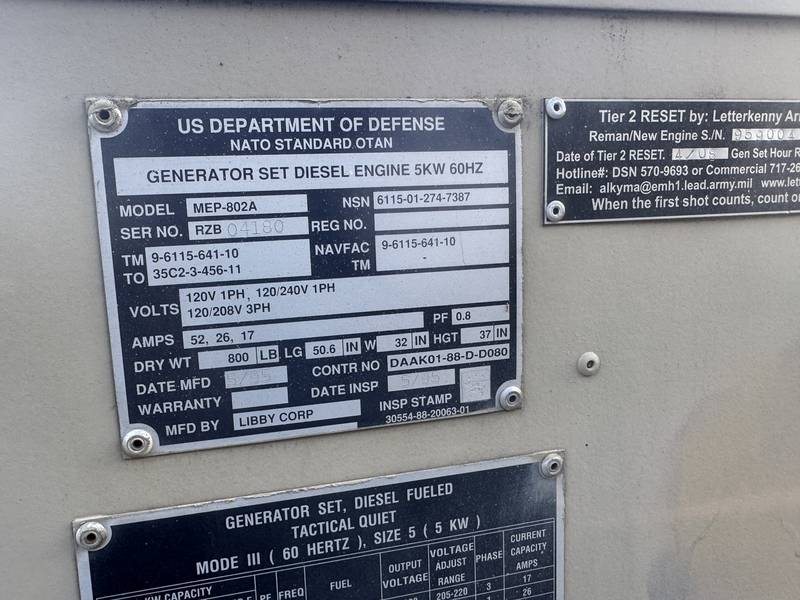 US DEPARTMENT OF DEFENSE
NATO STANDARD OTAN
GENERATOR SET DIESEL ENGINE 5KW 60HZ
MODEL MEP-802A NSN 6115-01-274-7387
SER NO. RZB 04180 REG NO.
TM 9-6115-641-10 NAVFAC 9-6115-641-10
TO 35C2-3-456-11 TM -
VOLTS 120V 1PH, 120/240V 1PH
120/208V 3PH
AMPS 52, 26, 17 PF 0.8
DRY WT 800 LB LG 50.6 IN W 32 IN HGT 37 IN
CONTR NO DAAK01-88-D-D080
DATE MFD 5/95 DATE INSP 5/95
WARRANTY INSP STAMP
MFD BY LIBBY CORP 30554-88-20063-01
Tier 2 RESET by: Letterkenny Ar
Reman/New Engine S./N. 959004
Date of Tier 2 RESET. 4/05 Gen Set Hour R
Hotline#: DSN 570-9693 or Commercial 717-26
Email: alkyma@emh1.lead.army.mil www.let
When the first shot counts, count o
GENERATOR SET, DIESEL FUELED
TACTICAL QUIET
MODE III ( 60 HERTZ ), SIZE 5 ( 5 KW )
KW CAPACITY PF FREQ FUEL OUTPUT VOLTAGE VOLTAGE ADJUST RANGE PHASE CURRENT CAPACITY AMPS
205-220 3 17
1 26